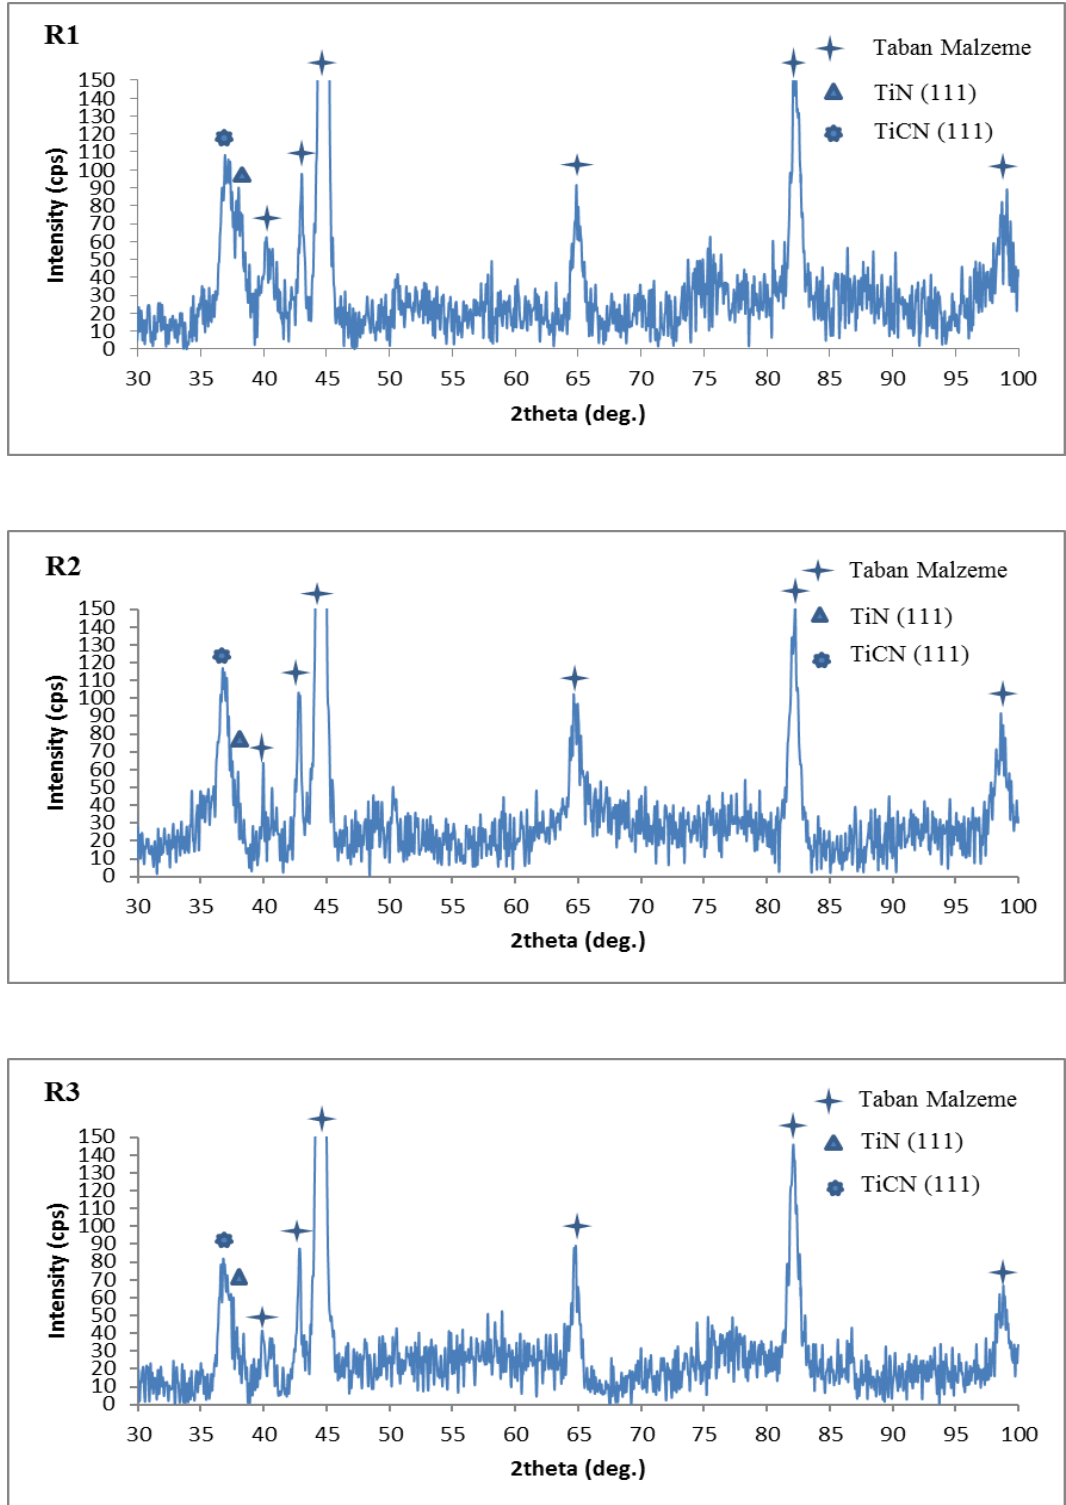 R1
Taban Malzeme
TiN (111)
TiCN (111)
Intensity (cps)
150
140
130
120
110
100
90
80
70
60
50
40
30
20
10
0
30 35 40 45 50 55 60 65 70 75 80 85 90 95 100
2theta (deg.)
R2
Taban Malzeme
TiN (111)
TiCN (111)
Intensity (cps)
150
140
130
120
110
100
90
80
70
60
50
40
30
20
10
0
30 35 40 45 50 55 60 65 70 75 80 85 90 95 100
2theta (deg.)
R3
Taban Malzeme
TiN (111)
TiCN (111)
Intensity (cps)
150
140
130
120
110
100
90
80
70
60
50
40
30
20
10
0
30 35 40 45 50 55 60 65 70 75 80 85 90 95 100
2theta (deg.)